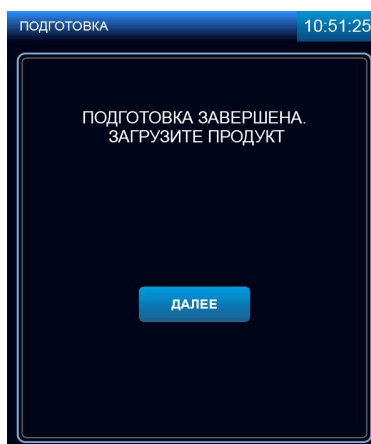 ПОДГОТОВКА
10:51:25
ПОДГОТОВКА ЗАВЕРШЕНА.
ЗАГРУЗИТЕ ПРОДУКТ
ДАЛЕЕ